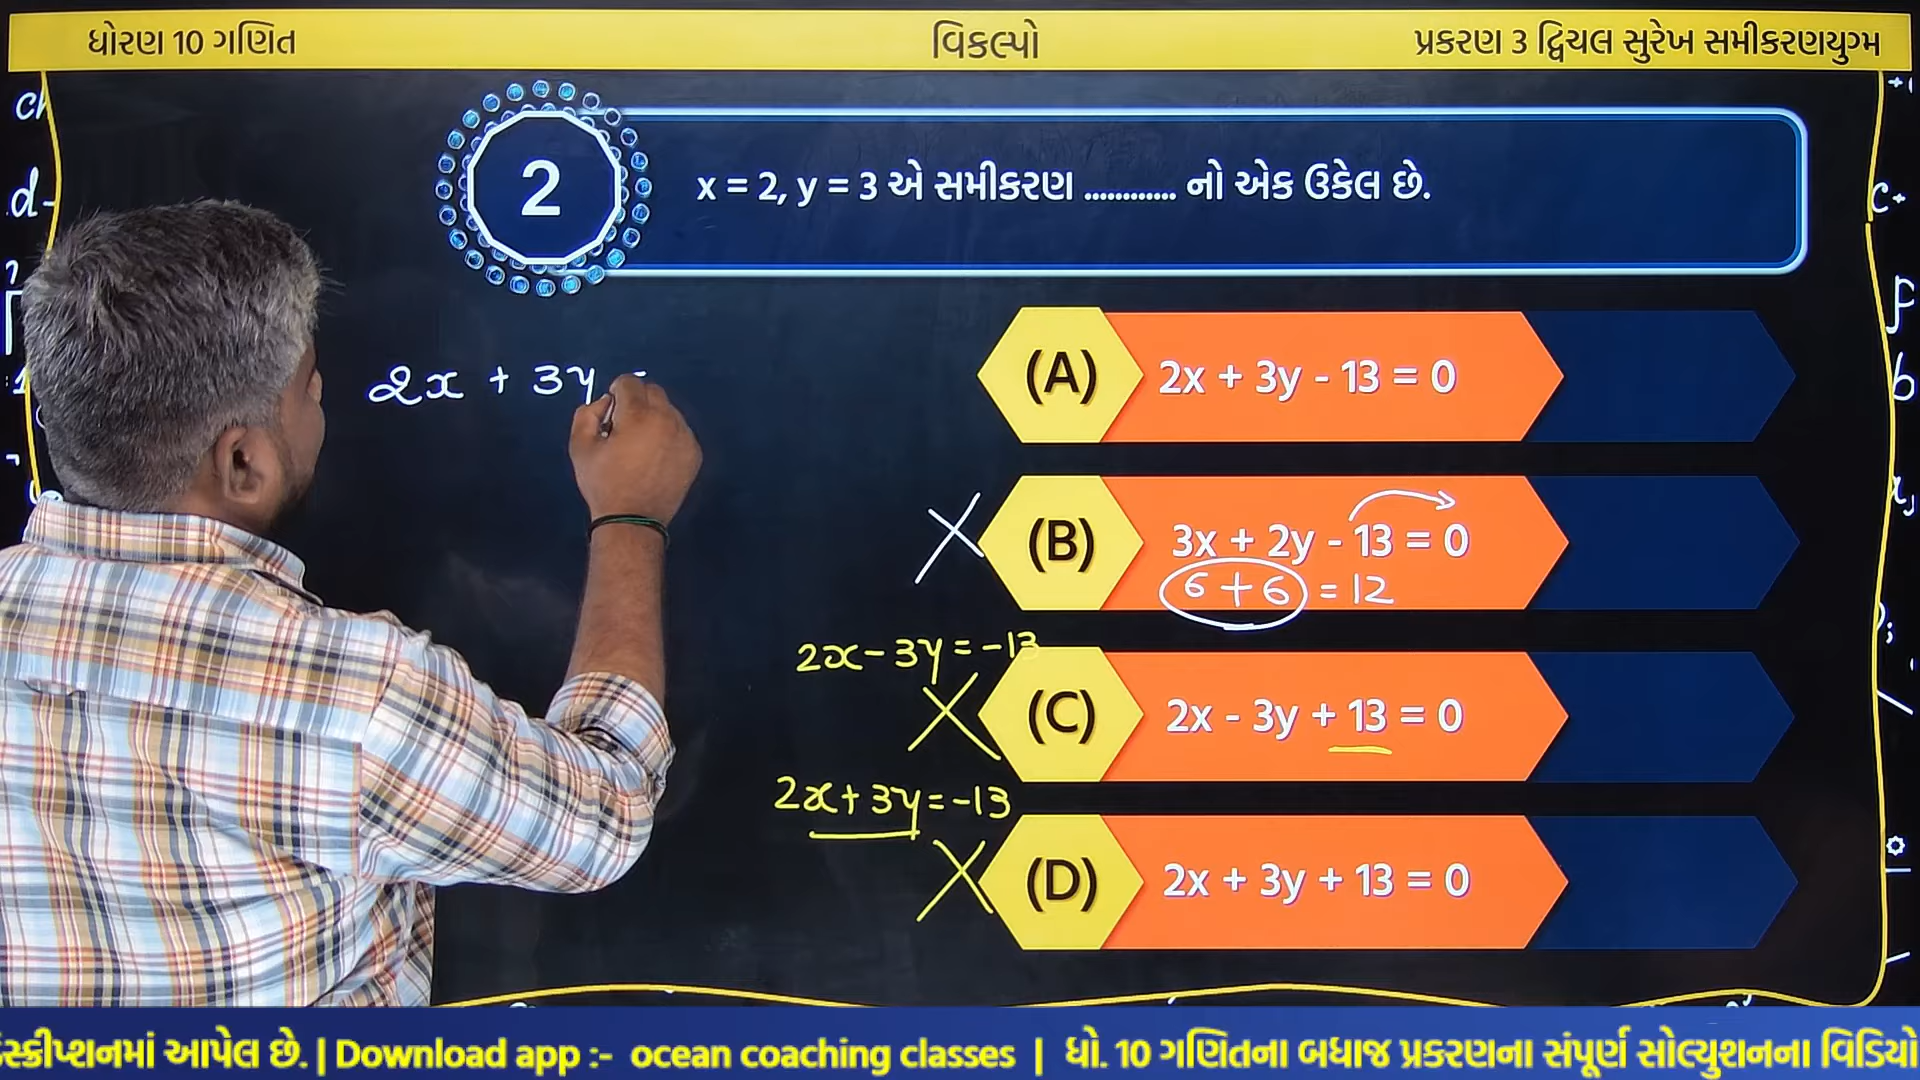 ધોરણ 10 ગણિત
વિકલ્પો
પ્રકરણ 3 દ્વિચલ સુરેખ સમીકરણયુગ્મ
2
x = 2, y = 3 એ સમીકરણ ............ નો એક ઉકેલ છે.
2x + 3y =
(A) 2x + 3y - 13 = 0
(B) 3x + 2y - 13 = 0
6 + 6 = 12
2x - 3y = -13
(C) 2x - 3y + 13 = 0
2x + 3y = -13
(D) 2x + 3y + 13 = 0
આપેલ છે. | Download app :- ocean coaching classes | ધો. 10 ગણિતના બધાજ પ્રકરણના સંપૂર્ણ સોલ્યુશનના વિડિયો